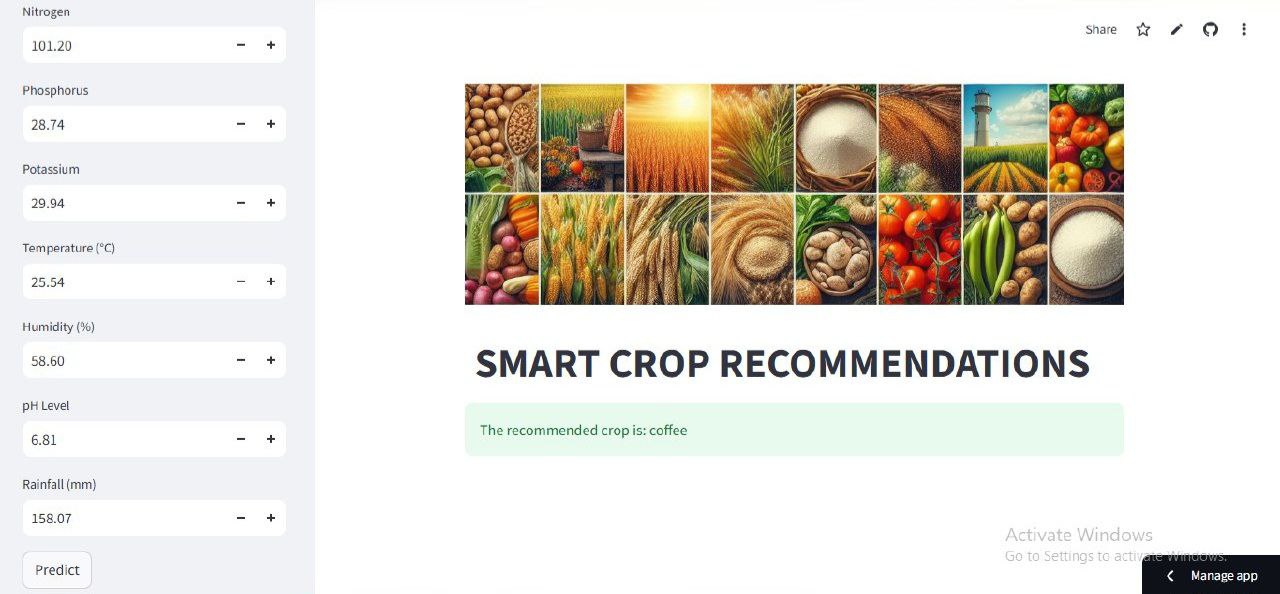 Nitrogen
101.20
Phosphorus
28.74
Potassium
29.94
Temperature (°C)
25.54
Humidity (%)
58.60
pH Level
6.81
Rainfall (mm)
158.07
Predict
Share
SMART CROP RECOMMENDATIONS
The recommended crop is: coffee
Activate Windows
Go to Settings to activate Windows.
Manage app